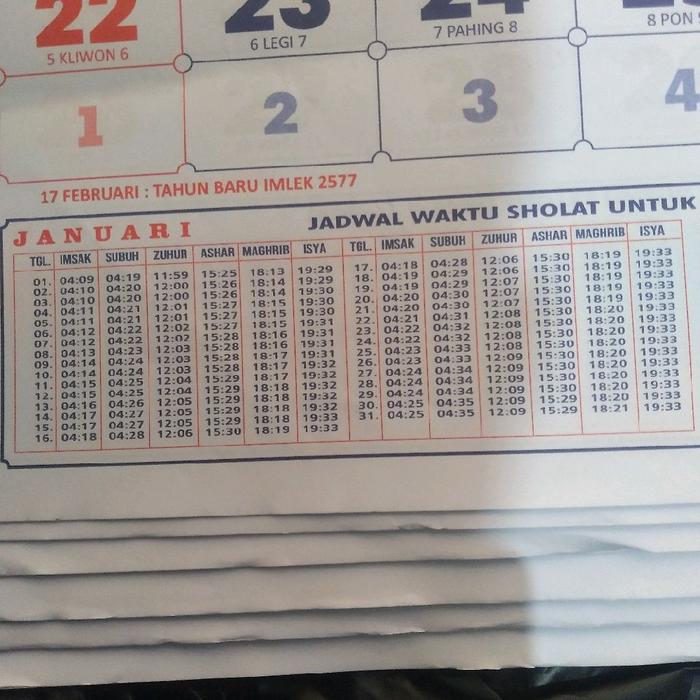 22 23 24
5 KLIWON 6 6 LEGI 7 7 PAHING 8 8 PON
1 2 3 4
17 FEBRUARI : TAHUN BARU IMLEK 2577
JANUARI JADWAL WAKTU SHOLAT UNTUK
TGL. IMSAK SUBUH ZUHUR ASHAR MAGHRIB ISYA TGL. IMSAK SUBUH ZUHUR ASHAR MAGHRIB ISYA
01. 04:09 04:19 11:59 15:25 18:13 19:29 17. 04:18 04:28 12:06 15:30 18:19 19:33
02. 04:10 04:20 12:00 15:26 18:14 19:29 18. 04:19 04:29 12:06 15:30 18:19 19:33
03. 04:10 04:20 12:00 15:26 18:14 19:30 19. 04:19 04:29 12:07 15:30 18:19 19:33
04. 04:11 04:21 12:01 15:27 18:15 19:30 20. 04:20 04:30 12:07 15:30 18:19 19:33
05. 04:11 04:21 12:01 15:27 18:15 19:30 21. 04:20 04:30 12:07 15:30 18:20 19:33
06. 04:12 04:22 12:02 15:27 18:15 19:31 22. 04:21 04:31 12:08 15:30 18:20 19:33
07. 04:12 04:22 12:02 15:28 18:16 19:31 23. 04:22 04:32 12:08 15:30 18:20 19:33
08. 04:13 04:23 12:03 15:28 18:16 19:31 24. 04:22 04:32 12:08 15:30 18:20 19:33
09. 04:14 04:24 12:03 15:28 18:17 19:31 25. 04:23 04:33 12:08 15:30 18:20 19:33
10. 04:14 04:24 12:03 15:28 18:17 19:32 26. 04:23 04:33 12:09 15:30 18:20 19:33
11. 04:15 04:25 12:04 15:29 18:17 19:32 27. 04:24 04:34 12:09 15:30 18:20 19:33
12. 04:15 04:25 12:04 15:29 18:18 19:32 28. 04:24 04:34 12:09 15:30 18:20 19:33
13. 04:16 04:26 12:05 15:29 18:18 19:32 29. 04:24 04:34 12:09 15:30 18:20 19:33
14. 04:17 04:27 12:05 15:29 18:18 19:33 30. 04:25 04:35 12:09 15:29 18:20 19:33
15. 04:17 04:27 12:05 15:29 18:18 19:33 31. 04:25 04:35 12:09 15:29 18:21 19:33
16. 04:18 04:28 12:06 15:30 18:19 19:33